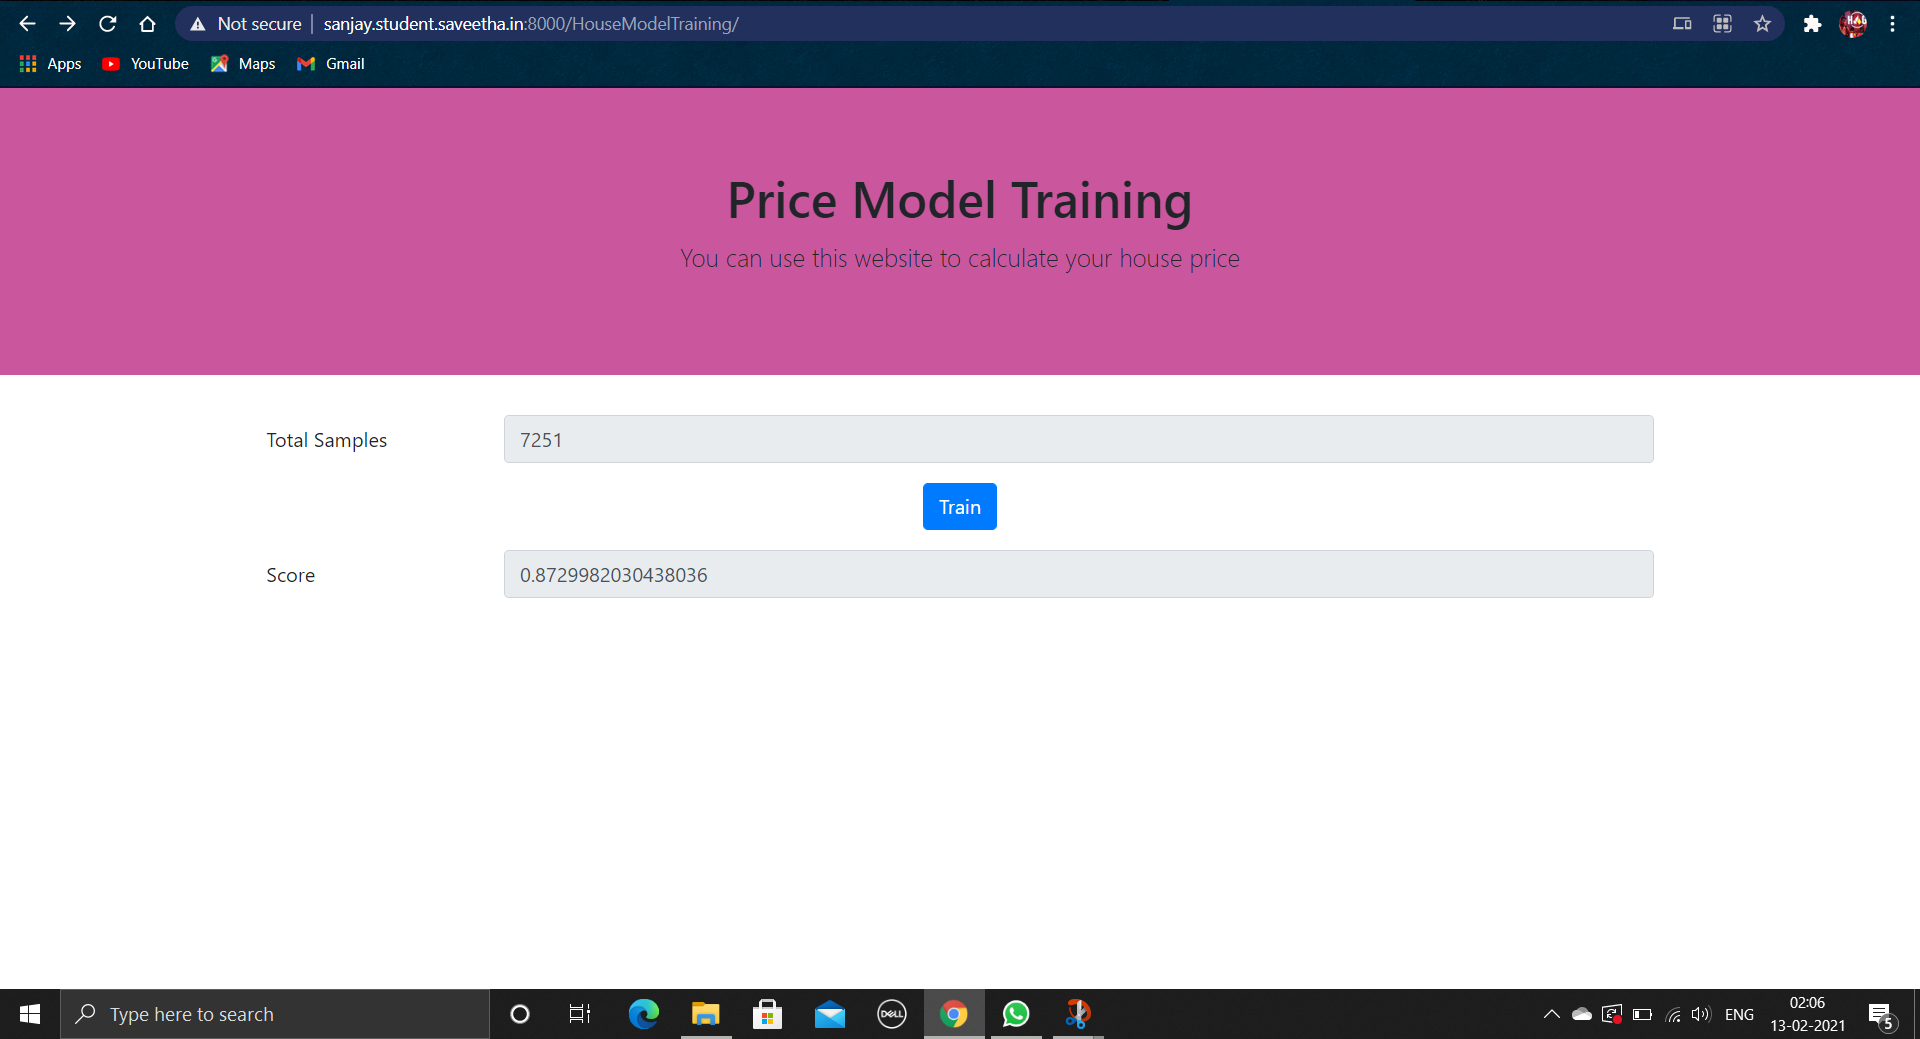 Not secure | sanjay.student.saveetha.in:8000/HouseModelTraining/
Apps YouTube Maps Gmail
Price Model Training
You can use this website to calculate your house price
Total Samples 7251
Train
Score 0.8729982030438036
Type here to search DELL ENG 02:06
13-02-2021 5